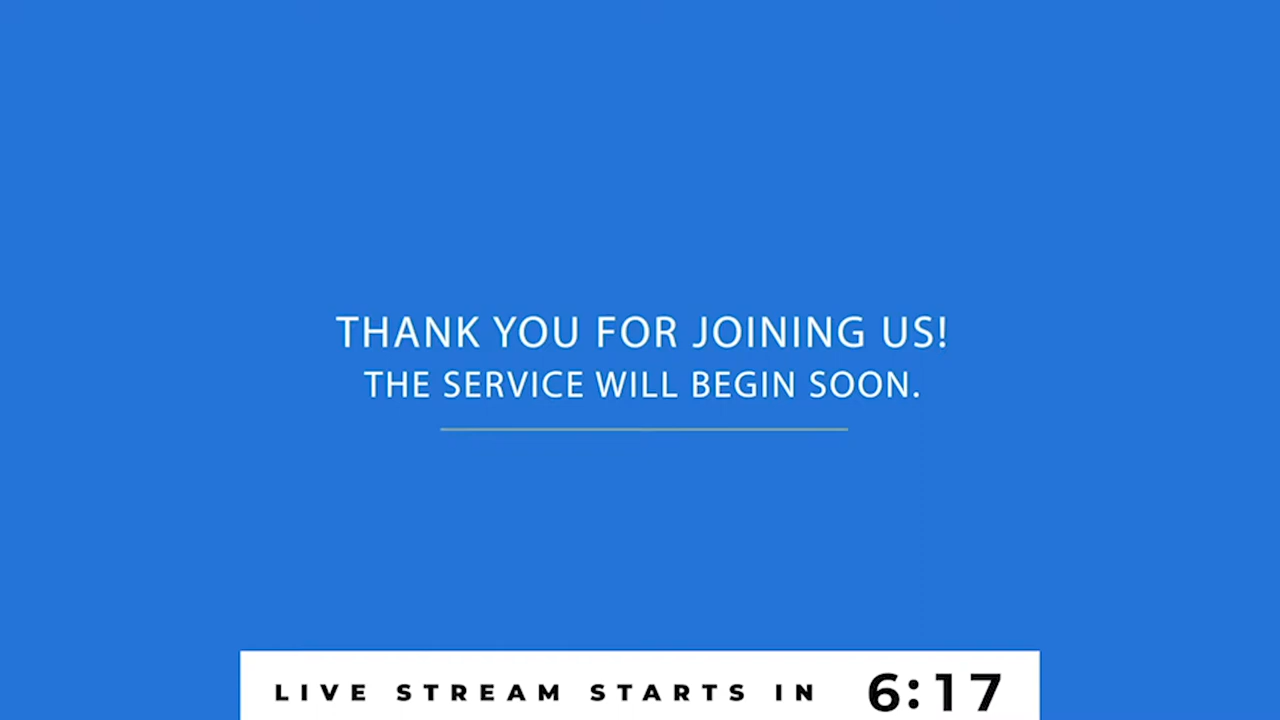 THANK YOU FOR JOINING US!
THE SERVICE WILL BEGIN SOON.
LIVE STREAM STARTS IN 6:17